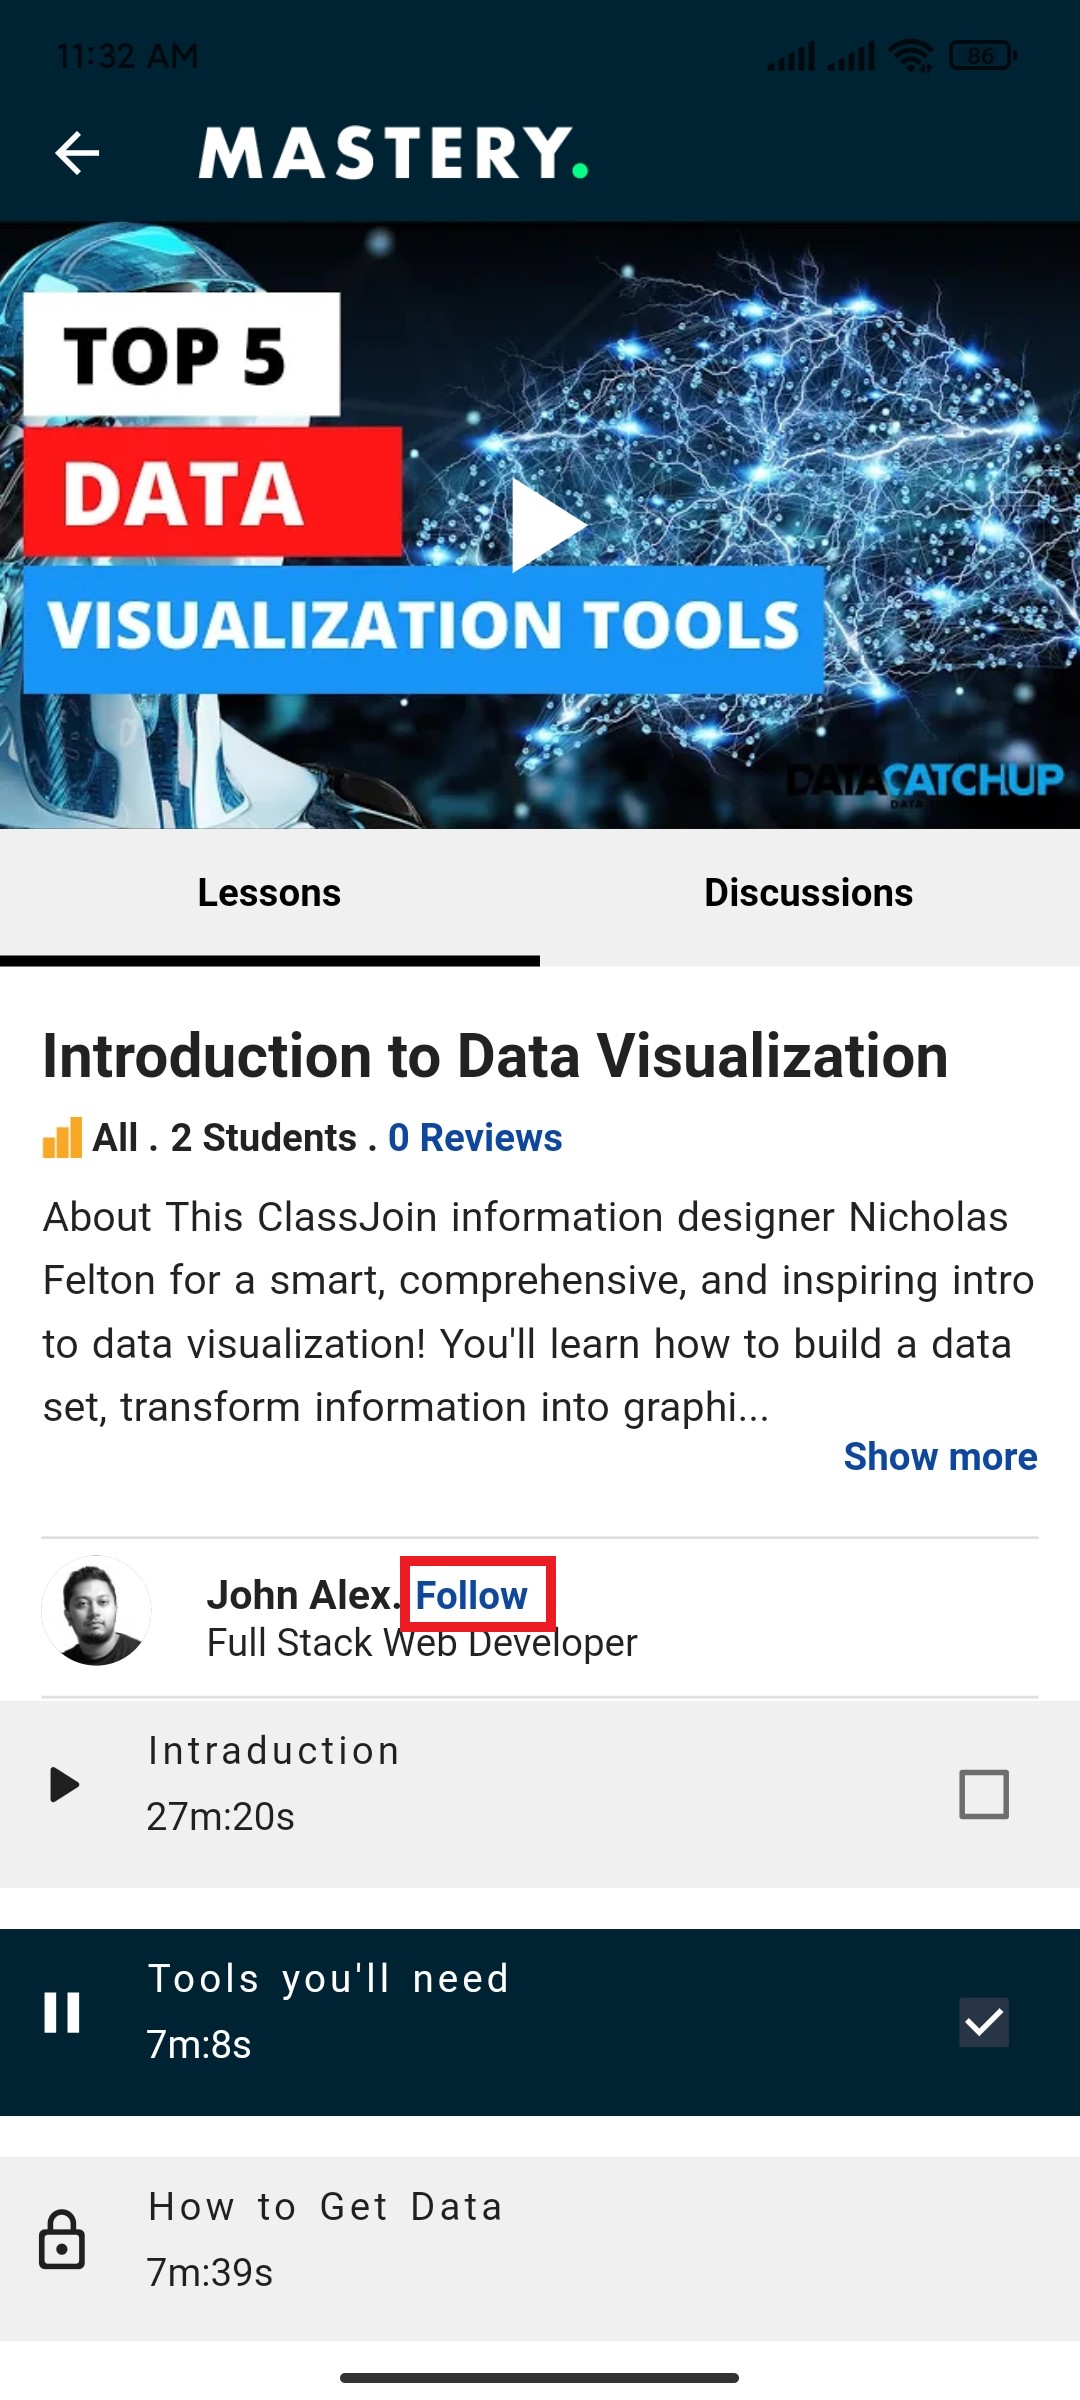 11:32 AM
86
MASTERY.
TOP 5
DATA
VISUALIZATION TOOLS
DATACATCHUP
Lessons
Discussions
Introduction to Data Visualization
All . 2 Students . 0 Reviews
About This ClassJoin information designer Nicholas
Felton for a smart, comprehensive, and inspiring intro
to data visualization! You'll learn how to build a data
set, transform information into graphi...
Show more
John Alex. Follow
Full Stack Web Developer
Intraduction
27m:20s
Tools you'll need
7m:8s
How to Get Data
7m:39s